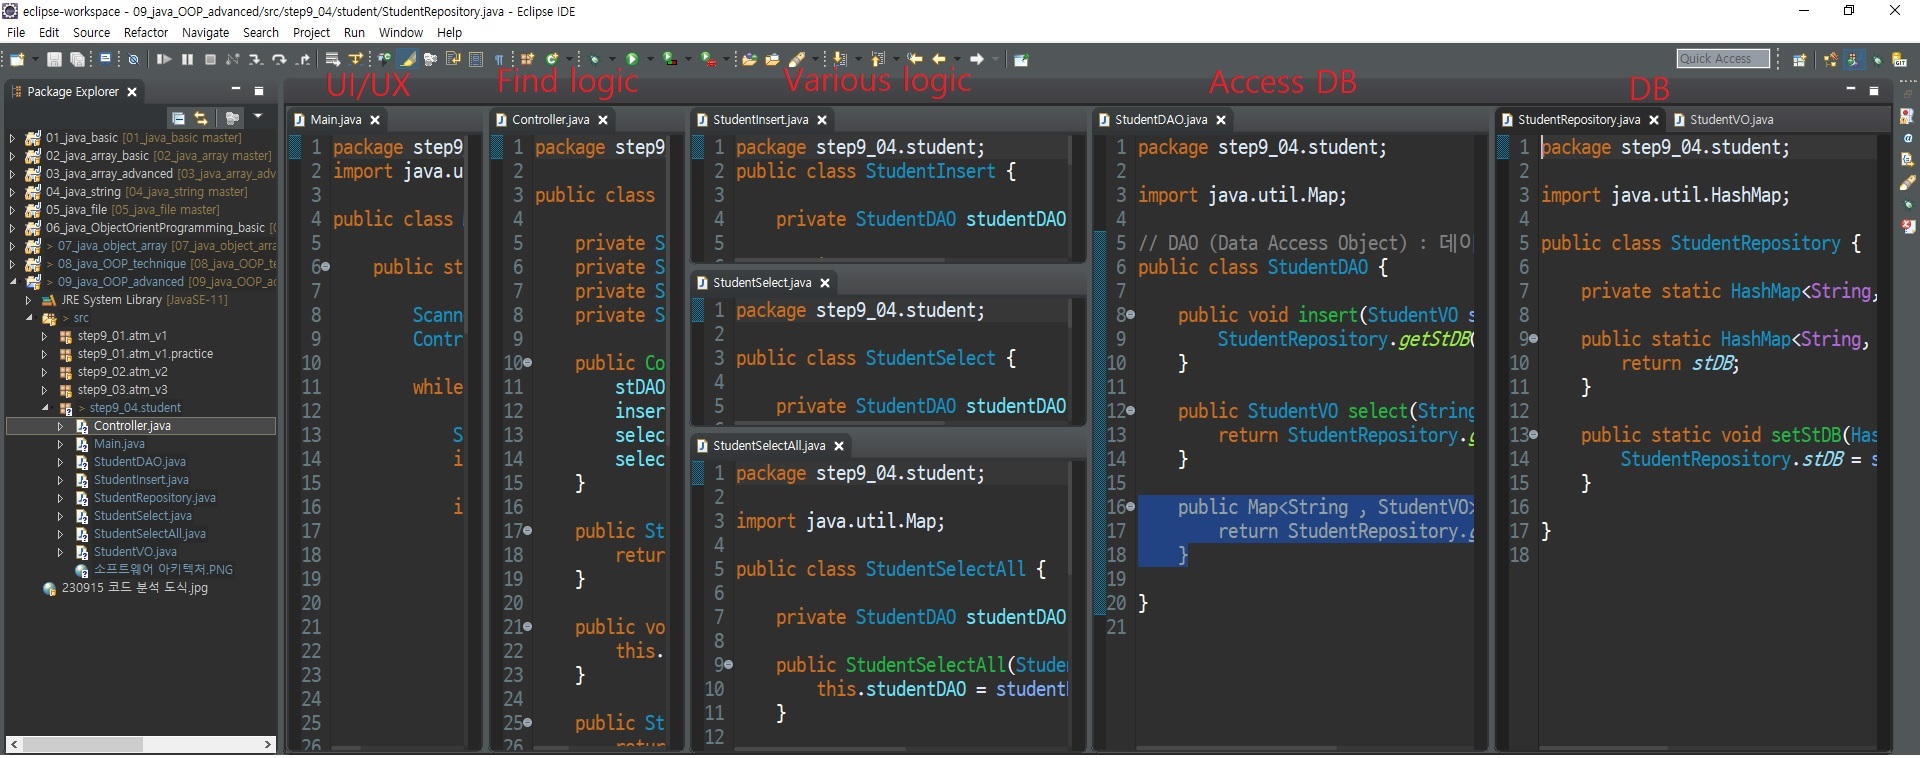 eclipse-workspace - 09_java_OOP_advanced/src/step9_04/student/StudentRepository.java - Eclipse IDE
File Edit Source Refactor Navigate Search Project Run Window Help
Quick Access
UI/UX
Find logic
Various logic
Access DB
DB
Package Explorer
01_java_basic [01_java_basic master]
02_java_array_basic [02_java_array master]
03_java_array_advanced [03_java_array_adv
04_java_string [04_java_string master]
05_java_file [05_java_file master]
06_java_ObjectOrientProgramming_basic [
> 07_java_object_array [07_java_object_arra
> 08_java_OOP_technique [08_java_OOP_te
> 09_java_OOP_advanced [09_java_OOP_ac
JRE System Library [JavaSE-11]
> src
step9_01.atm_v1
step9_01.atm_v1.practice
step9_02.atm_v2
step9_03.atm_v3
> step9_04.student
Controller.java
Main.java
StudentDAO.java
StudentInsert.java
StudentRepository.java
StudentSelect.java
StudentSelectAll.java
StudentVO.java
소프트웨어 아키텍처.PNG
230915 코드 분석 도식.jpg
Main.java
1 package step9
2 import java.u
3
4 public class
5
6 public st
7
8 Scann
9 Contr
10
11 while
12
13 S
14 i
15
16 i
17
18
19
20
21
22
23
24
25
26
Controller.java
1 package step9
2
3 public class
4
5 private S
6 private S
7 private S
8 private S
9
10 public Co
11 stDAO
12 inser
13 selec
14 selec
15 }
16
17 public St
18 retur
19 }
20
21 public vo
22 this.
23 }
24
25 public St
26 retur
StudentInsert.java
1 package step9_04.student;
2 public class StudentInsert {
3
4 private StudentDAO studentDAO
5
StudentSelect.java
1 package step9_04.student;
2
3 public class StudentSelect {
4
5 private StudentDAO studentDAO
StudentSelectAll.java
1 package step9_04.student;
2
3 import java.util.Map;
4
5 public class StudentSelectAll {
6
7 private StudentDAO studentDAO
8
9 public StudentSelectAll(Stude
10 this.studentDAO = student
11 }
12
StudentDAO.java
1 package step9_04.student;
2
3 import java.util.Map;
4
5 // DAO (Data Access Object) : 데이
6 public class StudentDAO {
7
8 public void insert(StudentVO s
9 StudentRepository.getStDB(
10 }
11
12 public StudentVO select(String
13 return StudentRepository.g
14 }
15
16 public Map<String , StudentVO>
17 return StudentRepository.g
18 }
19
20 }
21
StudentRepository.java StudentVO.java
1 package step9_04.student;
2
3 import java.util.HashMap;
4
5 public class StudentRepository {
6
7 private static HashMap<String,
8
9 public static HashMap<String,
10 return stDB;
11 }
12
13 public static void setStDB(Has
14 StudentRepository.stDB = s
15 }
16
17 }
18